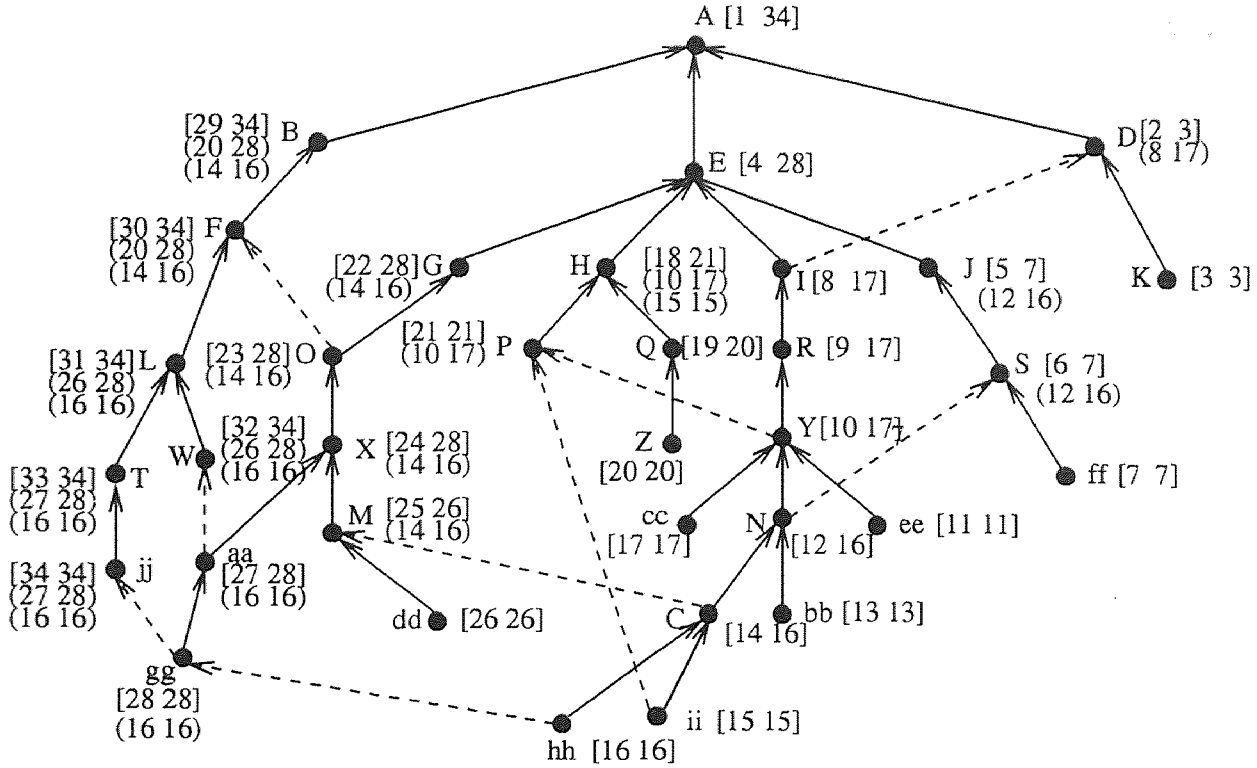 A [1 34]
[29 34] B
(20 28)
(14 16)
D [2 3]
(8 17)
E [4 28]
[30 34] F
(20 28)
(14 16)
[22 28] G
(14 16)
H [18 21]
(10 17)
(15 15)
I [8 17]
J [5 7]
(12 16)
K [3 3]
[31 34] L
(26 28)
(16 16)
[23 28] O
(14 16)
[21 21] P
(10 17)
Q [19 20]
R [9 17]
S [6 7]
(12 16)
T
[33 34]
(27 28)
(16 16)
[32 34]
W (26 28)
(16 16)
X [24 28]
(14 16)
Z
[20 20]
Y [10 17]
ff [7 7]
M [25 26]
(14 16)
cc
[17 17]
N
[12 16]
ee [11 11]
jj
[34 34]
(27 28)
(16 16)
aa
[27 28]
(16 16)
dd [26 26]
C
[14 16]
bb [13 13]
gg
[28 28]
(16 16)
hh [16 16]
ii [15 15]